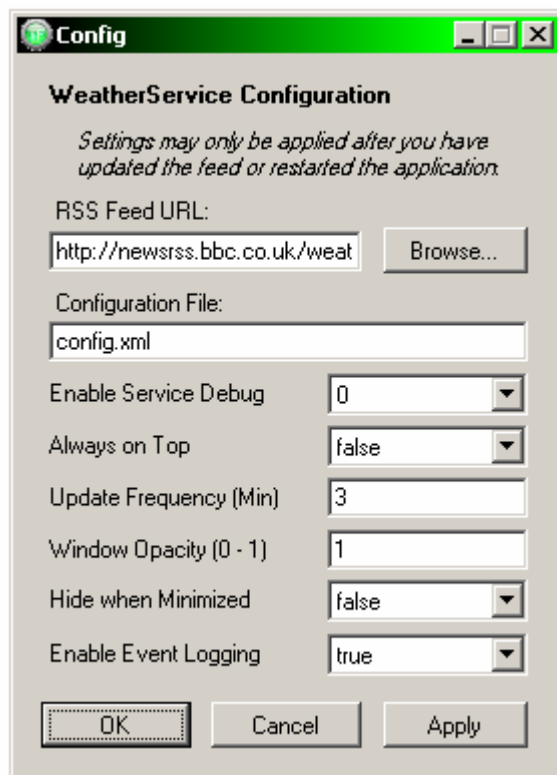 Config
WeatherService Configuration
Settings may only be applied after you have
updated the feed or restarted the application.
RSS Feed URL:
http://newsrss.bbc.co.uk/weat
Browse...
Configuration File:
config.xml
Enable Service Debug 0
Always on Top false
Update Frequency (Min) 3
Window Opacity (0 - 1) 1
Hide when Minimized false
Enable Event Logging true
OK Cancel Apply